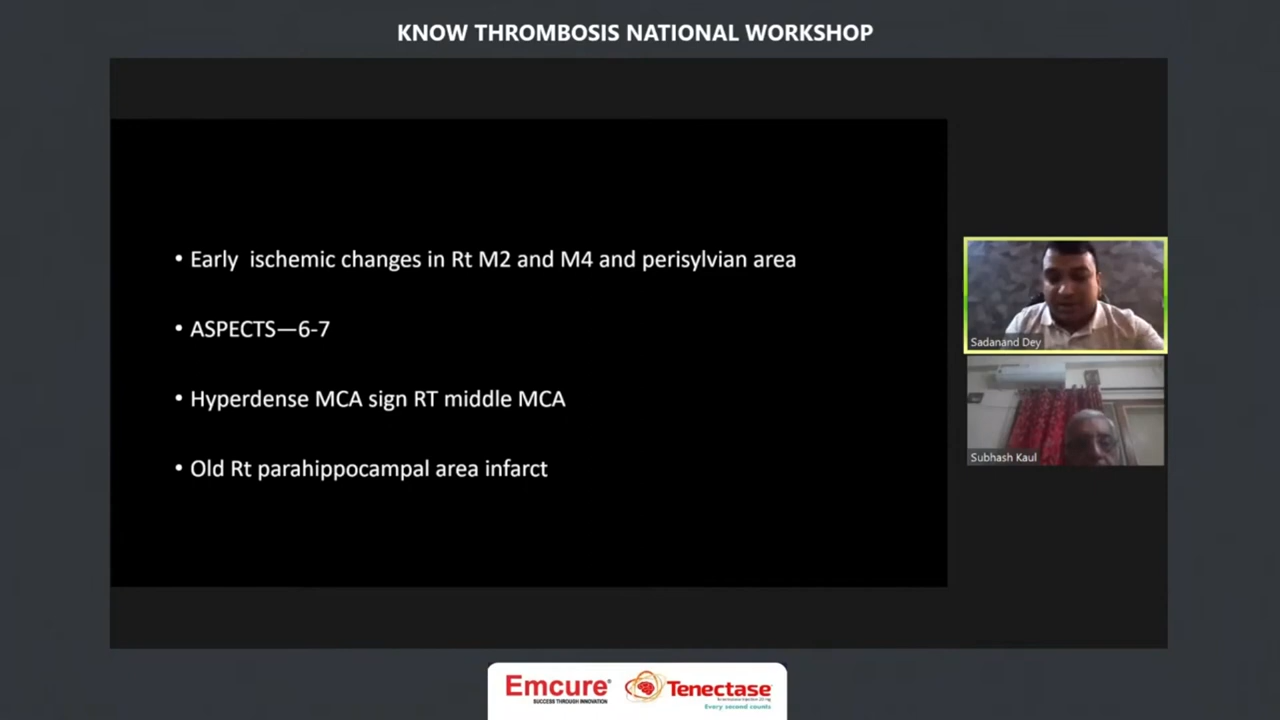 KNOW THROMBOSIS NATIONAL WORKSHOP
• Early ischemic changes in Rt M2 and M4 and perisylvian area
• ASPECTS—6-7
• Hyperdense MCA sign RT middle MCA
• Old Rt parahippocampal area infarct
Sadanand Dey
Subhash Kaul
Emcure®
SUCCESS THROUGH INNOVATION
Tenectase
Every second counts